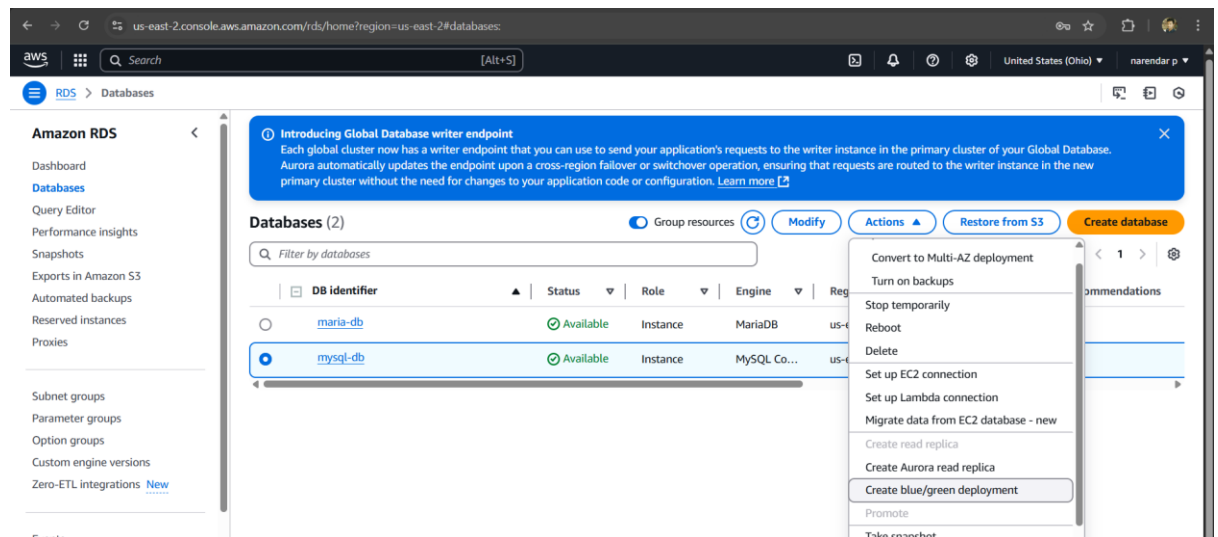 us-east-2.console.aws.amazon.com/rds/home?region=us-east-2#databases:
aws Search [Alt+S] United States (Ohio) narendar p
RDS > Databases
Amazon RDS
Dashboard
Databases
Query Editor
Performance insights
Snapshots
Exports in Amazon S3
Automated backups
Reserved instances
Proxies
Subnet groups
Parameter groups
Option groups
Custom engine versions
Zero-ETL integrations New
Introducing Global Database writer endpoint
Each global cluster now has a writer endpoint that you can use to send your application's requests to the writer instance in the primary cluster of your Global Database.
Aurora automatically updates the endpoint upon a cross-region failover or switchover operation, ensuring that requests are routed to the writer instance in the new
primary cluster without the need for changes to your application code or configuration. Learn more
Databases (2) Group resources Modify Actions Restore from S3 Create database
Filter by databases 1
DB identifier Status Role Engine
maria-db Available Instance MariaDB
mysql-db Available Instance MySQL Co...
Convert to Multi-AZ deployment
Turn on backups
Stop temporarily
Reboot
Delete
Set up EC2 connection
Set up Lambda connection
Migrate data from EC2 database - new
Create read replica
Create Aurora read replica
Create blue/green deployment
Promote
Take snapshot